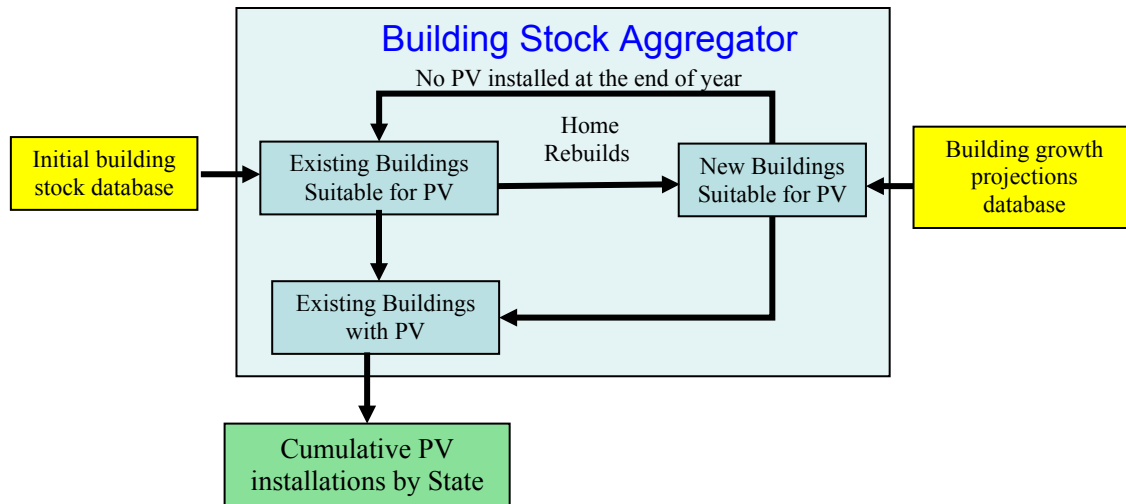 Building Stock Aggregator
No PV installed at the end of year
Home
Rebuilds
Initial building
stock database
Existing Buildings
Suitable for PV
New Buildings
Suitable for PV
Building growth
projections
database
Existing Buildings
with PV
Cumulative PV
installations by State